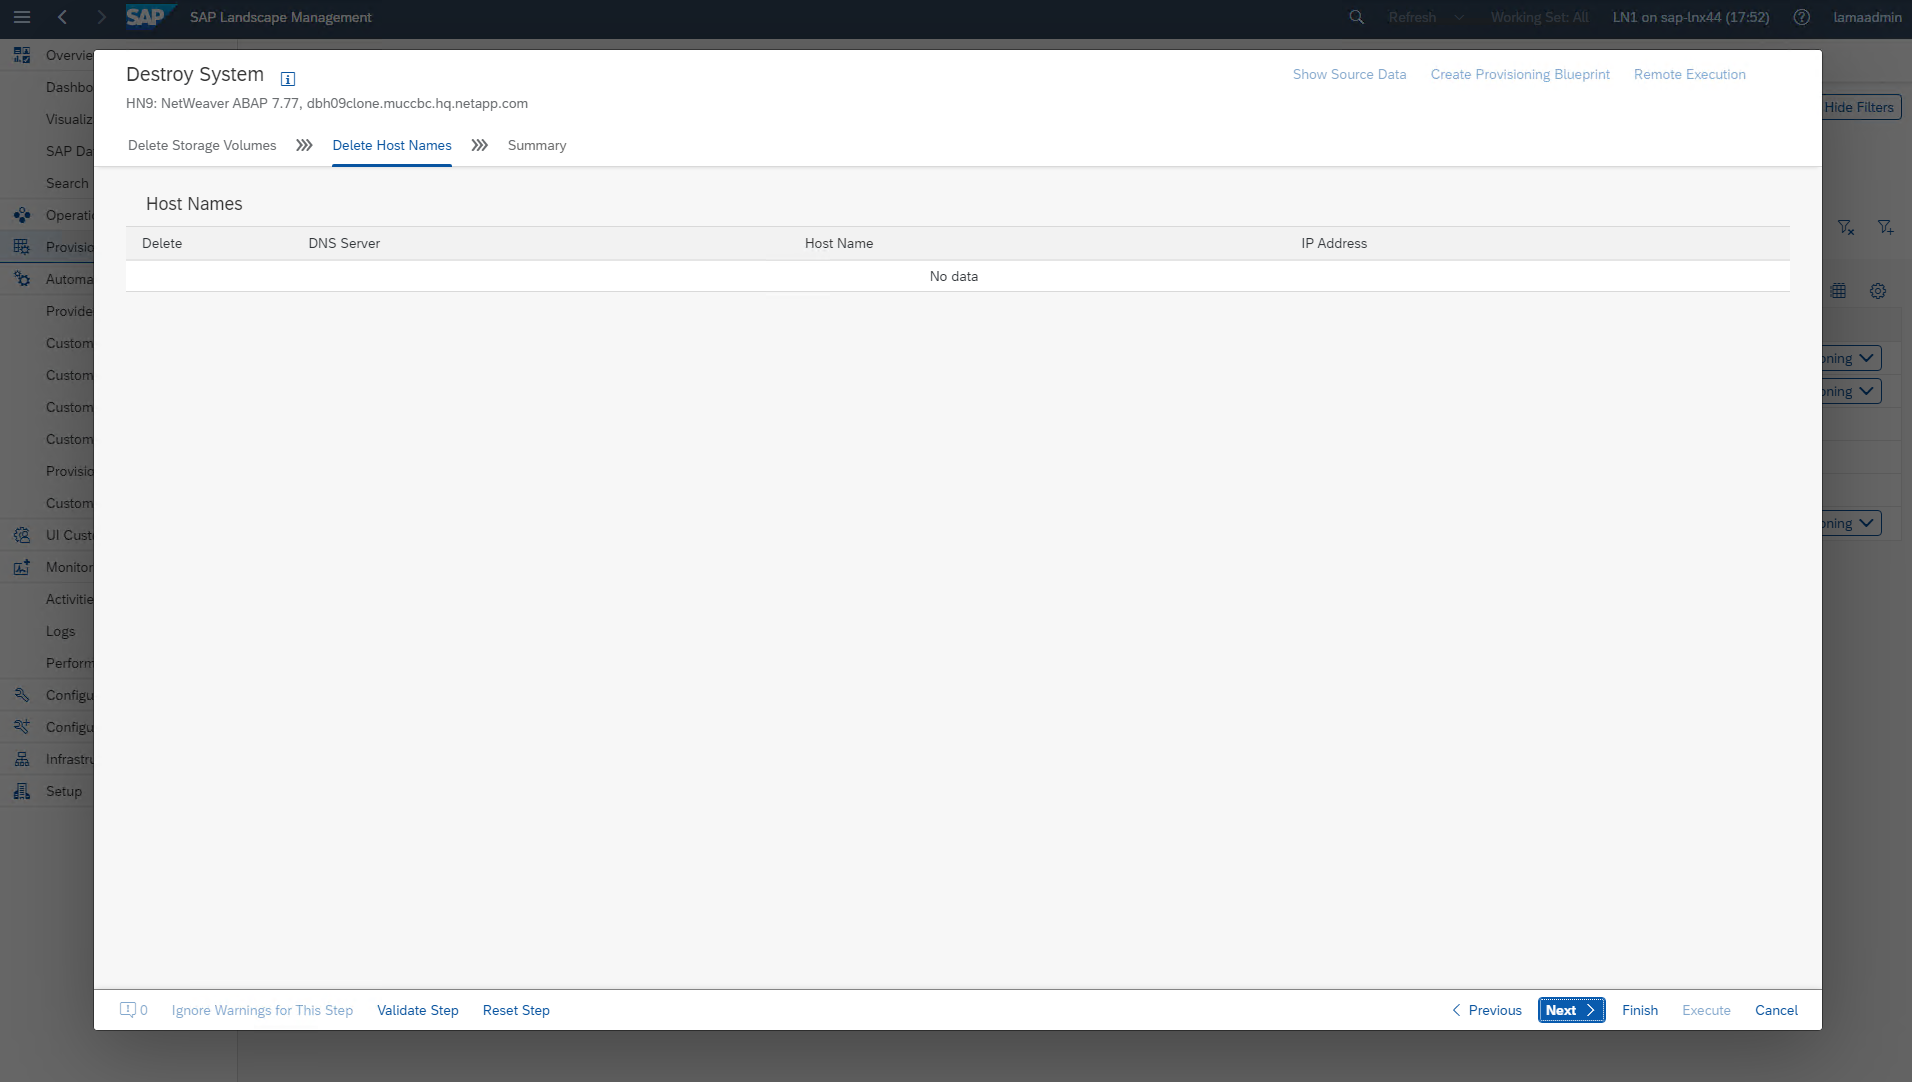 SAP SAP Landscape Management Refresh Working Set: All LN1 on sap-lnx44 (17:52) lamaadmin
Destroy System
Show Source Data Create Provisioning Blueprint Remote Execution
HN9: NetWeaver ABAP 7.77, dbh09clone.muccbc.hq.netapp.com
Delete Storage Volumes Delete Host Names Summary
Host Names
Delete DNS Server Host Name IP Address
No data
0 Ignore Warnings for This Step Validate Step Reset Step Previous Next Finish Execute Cancel
Overvie
Dashbo
Visualiz
SAP Da
Search
Operati
Provisio
Automa
Provide
Custom
Custom
Custom
Custom
Provisio
Custom
UI Cust
Monitor
Activitie
Logs
Perform
Configu
Configu
Infrastru
Setup
Hide Filters
oning
oning
oning